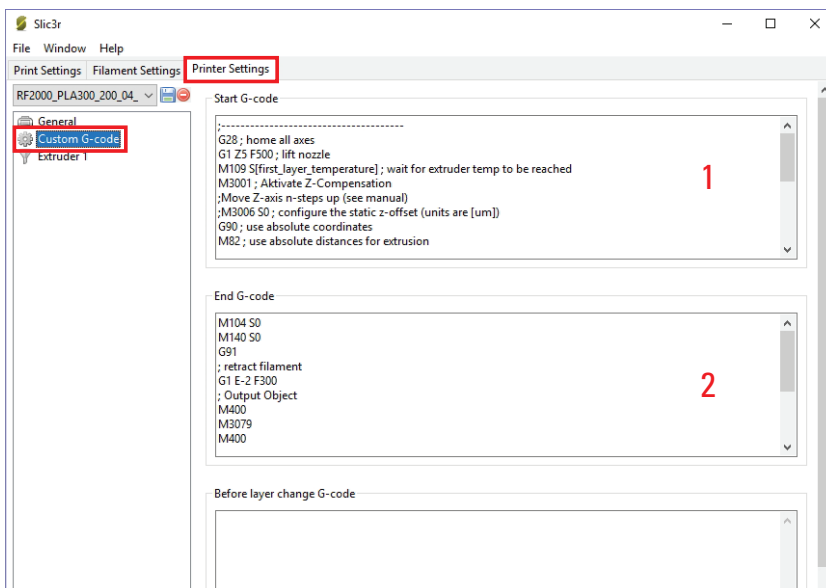 Slic3r
File Window Help
Print Settings Filament Settings Printer Settings
RF2000_PLA300_200_04_
General
Custom G-code
Extruder 1
Start G-code
;-------------------------------------
G28 ; home all axes
G1 Z5 F500 ; lift nozzle
M109 S[first_layer_temperature] ; wait for extruder temp to be reached
M3001 ; Aktivate Z-Compensation
;Move Z-axis n-steps up (see manual)
;M3006 S0 ; configure the static z-offset (units are [um])
G90 ; use absolute coordinates
M82 ; use absolute distances for extrusion
1
End G-code
M104 S0
M140 S0
G91
; retract filament
G1 E-2 F300
; Output Object
M400
M3079
M400
2
Before layer change G-code